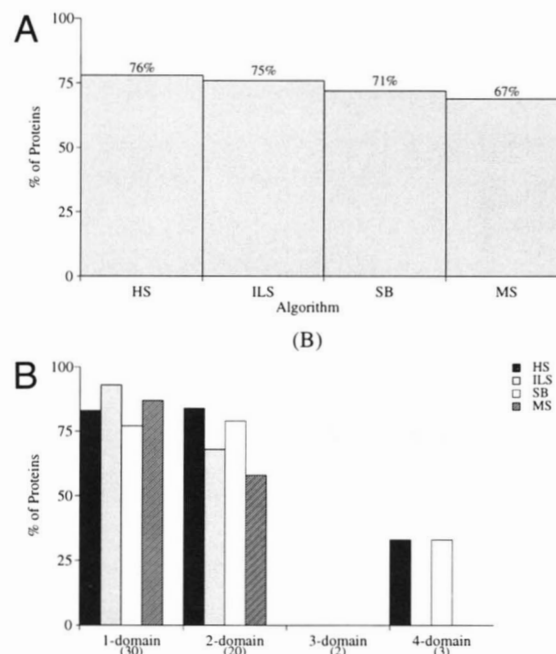 A
100
75
50
25
0
% of Proteins
76%
75%
71%
67%
HS
ILS
SB
MS
Algorithm
(B)
B
100
75
50
25
0
% of Proteins
HS
ILS
SB
MS
1-domain
(30)
2-domain
(20)
3-domain
(2)
4-domain
(3)